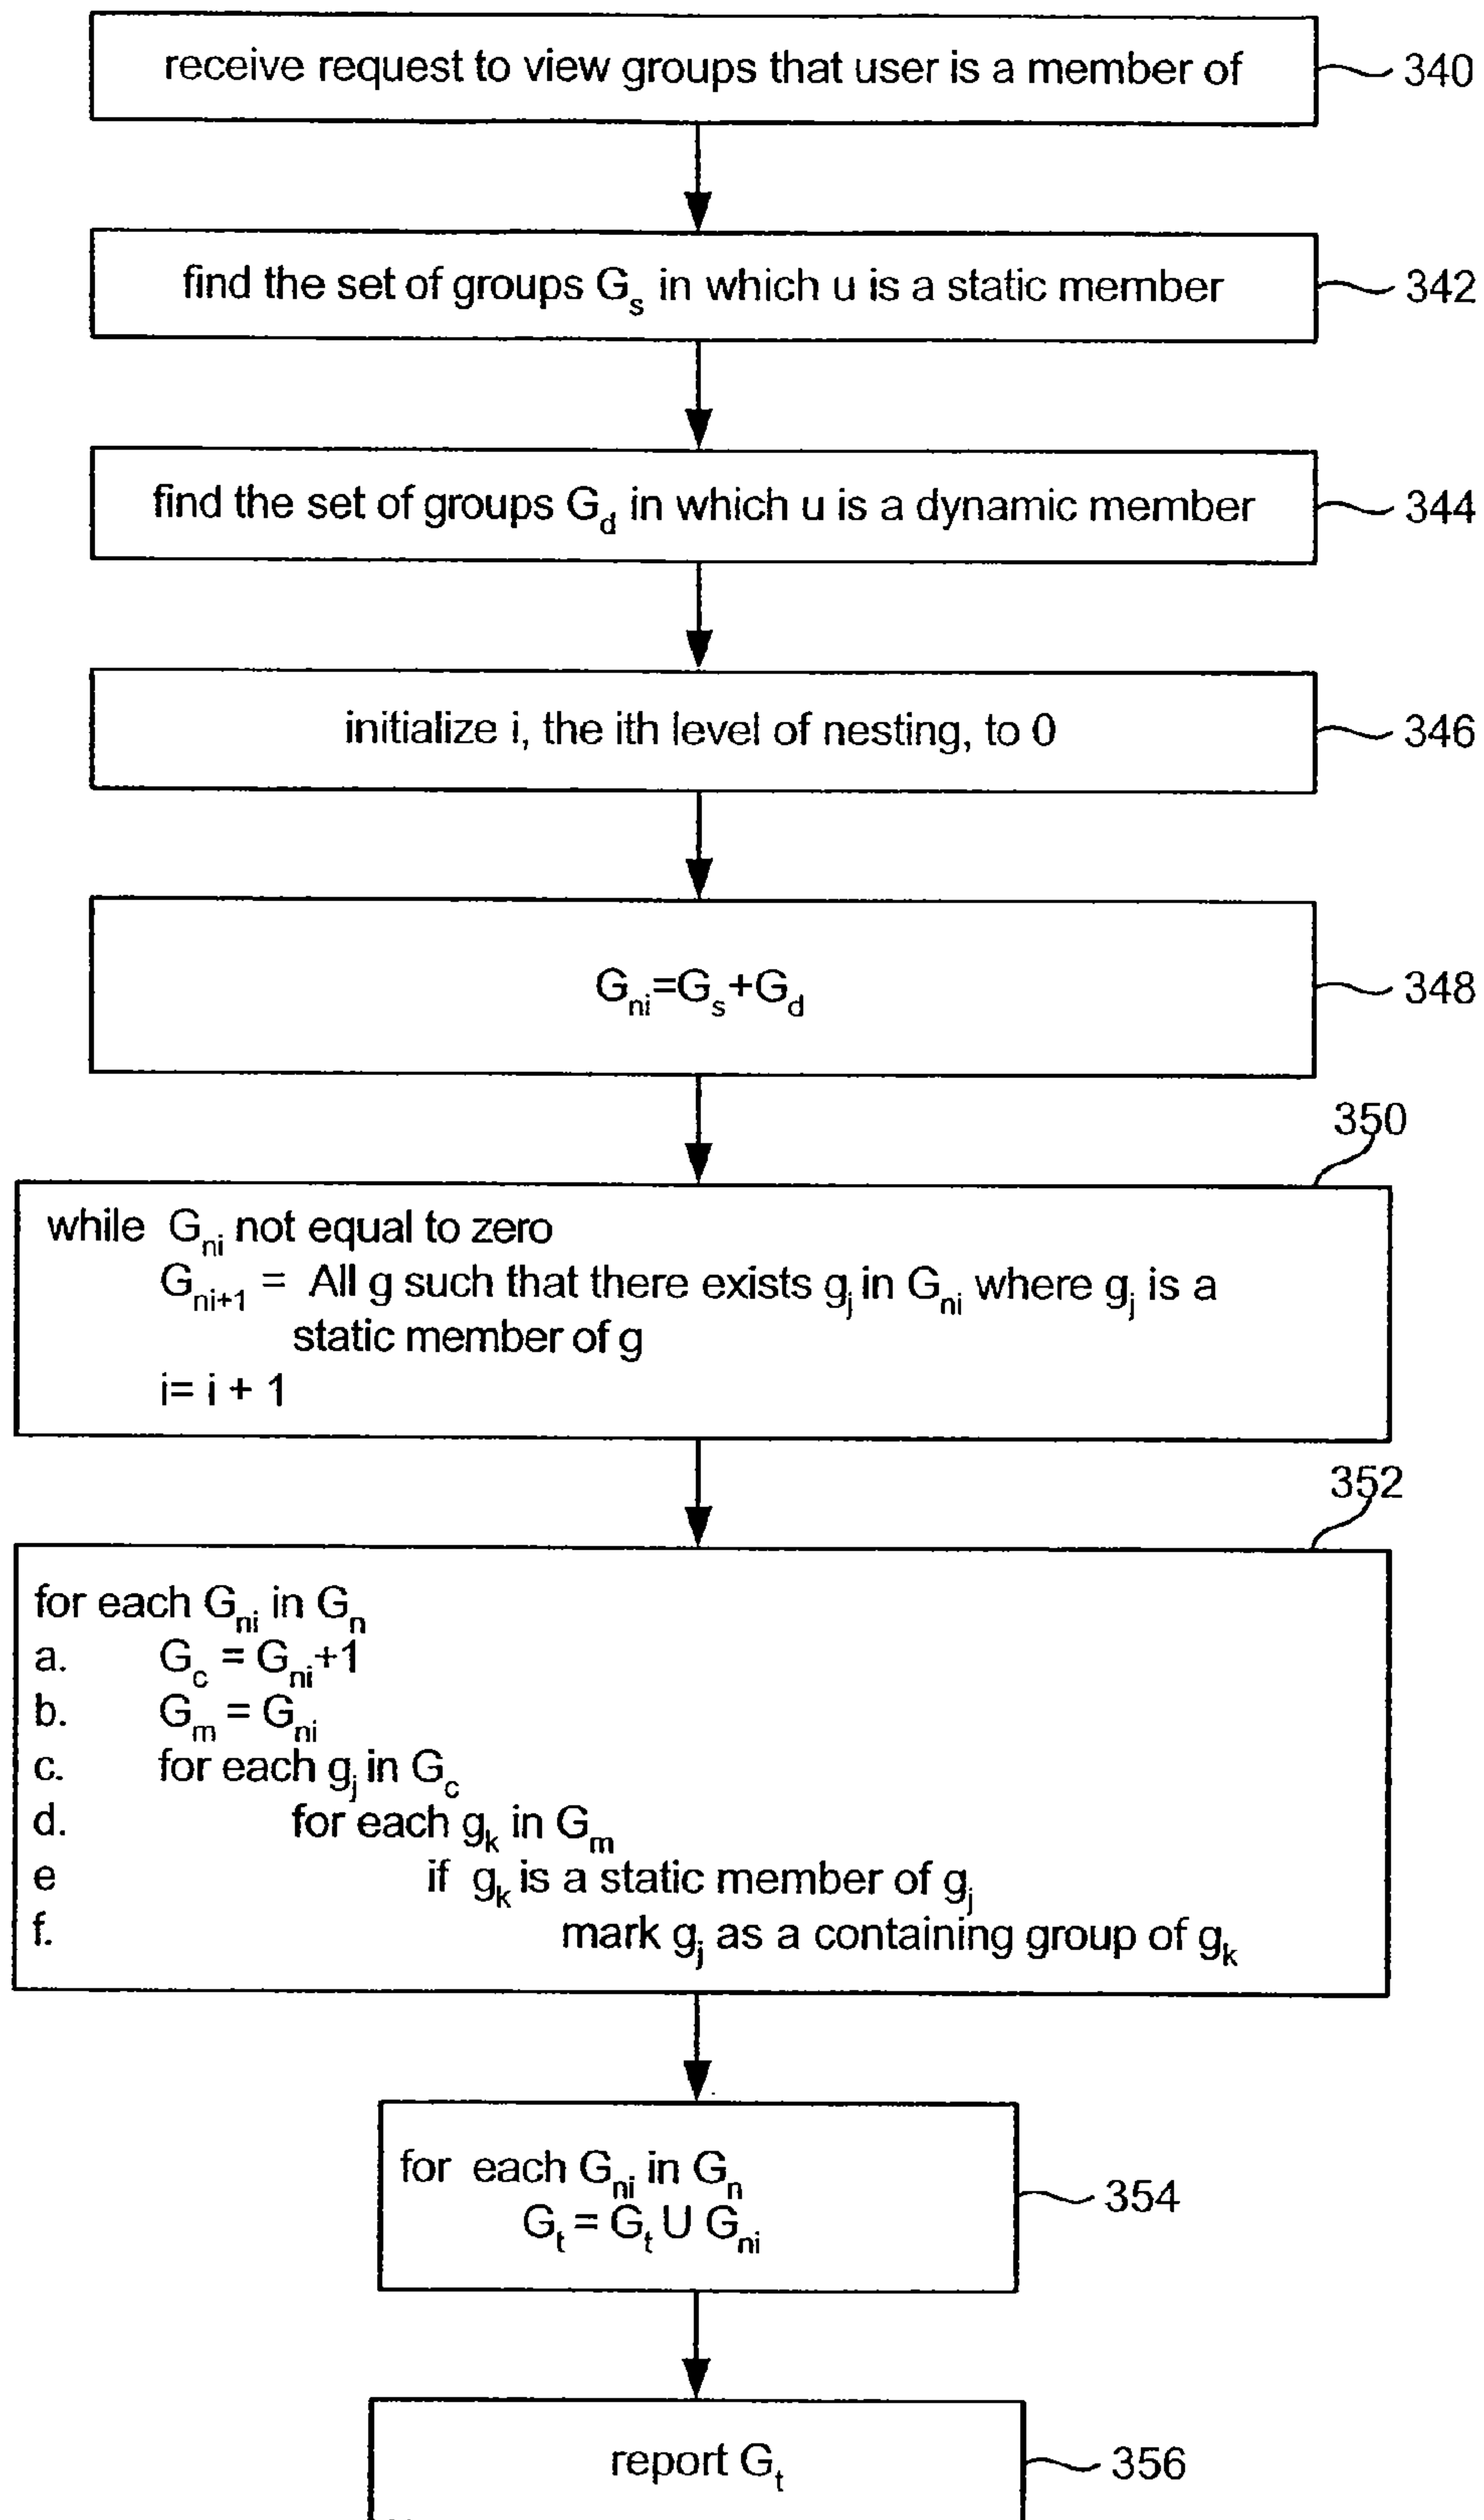 receive request to view groups that user is a member of
340
find the set of groups Gs in which u is a static member
342
find the set of groups Gd in which u is a dynamic member
344
initialize i, the ith level of nesting, to 0
346
Gni=Gs+Gd
348
350
while Gni not equal to zero
Gni+1 = All g such that there exists gj in Gni where gj is a
static member of g
i= i + 1
352
for each Gni in Gn
a. Gc = Gni+1
b. Gm = Gni
c. for each gj in Gc
d. for each gk in Gm
e if gk is a static member of gj
f. mark gj as a containing group of gk
for each Gni in Gn
Gt = Gt U Gni
354
report Gt
356